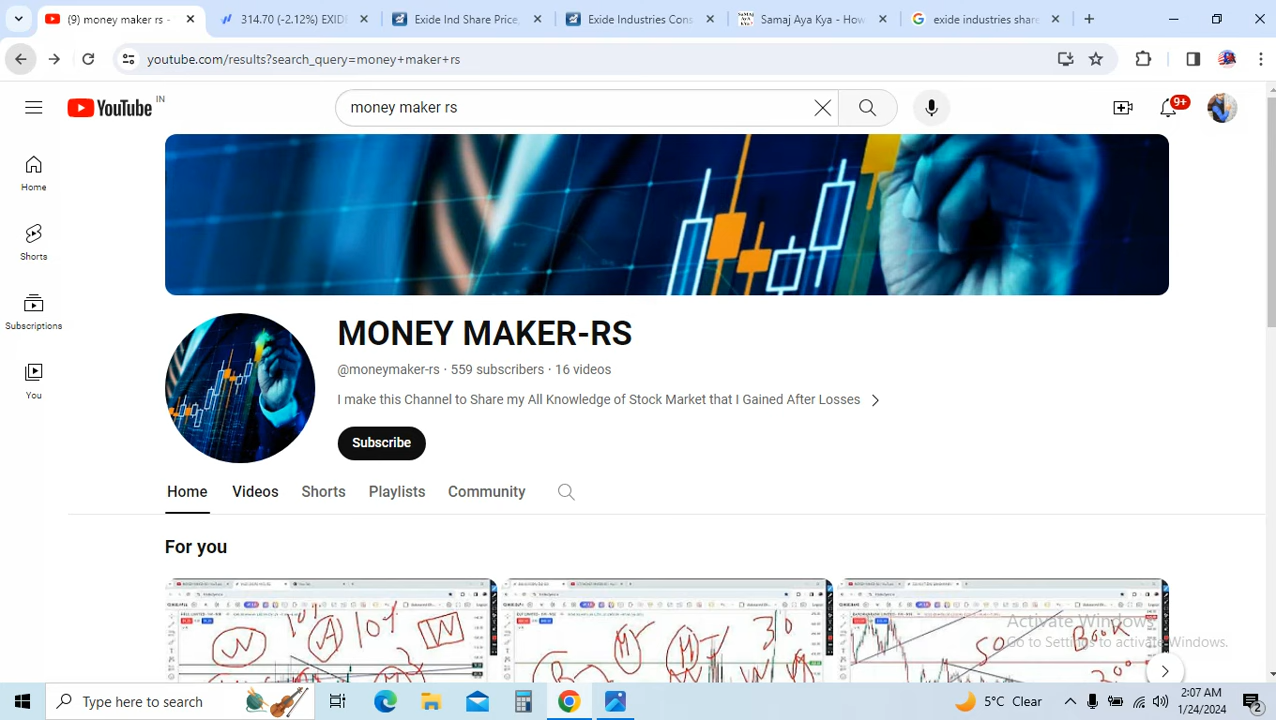 (9) money maker rs -
314.70 (-2.12%) EXIDE
Exide Ind Share Price,
Exide Industries Cons
Samaj Aya Kya - How
exide industries share
youtube.com/results?search_query=money+maker+rs
YouTube IN
money maker rs
9+
Home
Shorts
Subscriptions
You
MONEY MAKER-RS
@moneymaker-rs · 559 subscribers · 16 videos
I make this Channel to Share my All Knowledge of Stock Market that I Gained After Losses
Subscribe
Home Videos Shorts Playlists Community
For you
Activate Windows
Go to Settings to activate Windows.
Type here to search
5°C Clear
2:07 AM
1/24/2024
2